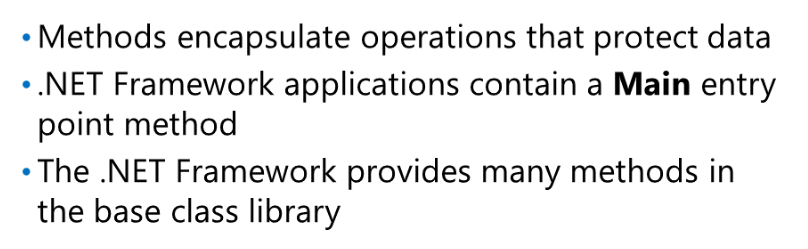 • Methods encapsulate operations that protect data
• .NET Framework applications contain a Main entry
point method
• The .NET Framework provides many methods in
the base class library